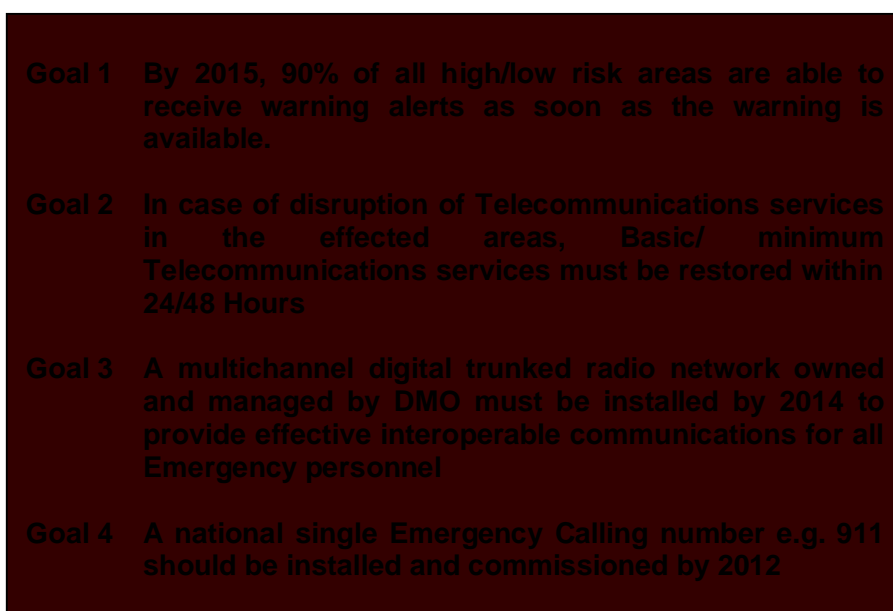 Goal 1 By 2015, 90% of all high/low risk areas are able to
receive warning alerts as soon as the warning is
available.
Goal 2 In case of disruption of Telecommunications services
in the effected areas, Basic/ minimum
Telecommunications services must be restored within
24/48 Hours
Goal 3 A multichannel digital trunked radio network owned
and managed by DMO must be installed by 2014 to
provide effective interoperable communications for all
Emergency personnel
Goal 4 A national single Emergency Calling number e.g. 911
should be installed and commissioned by 2012